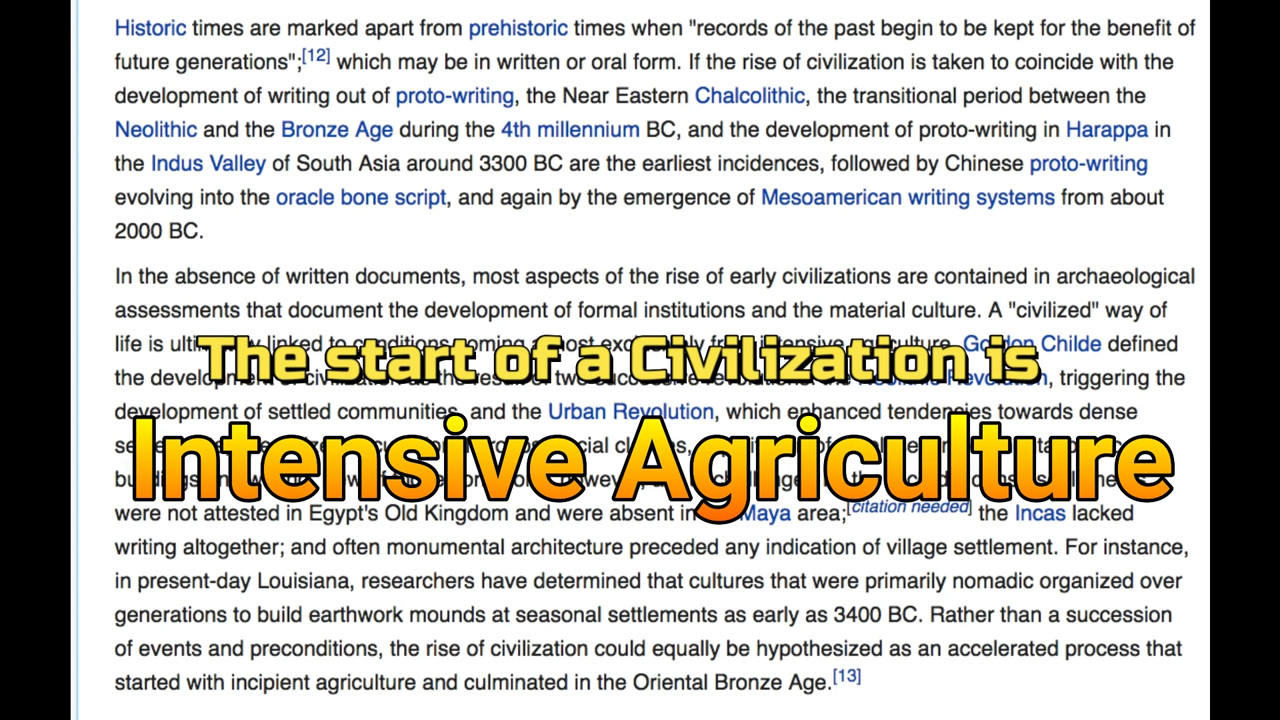 Historic times are marked apart from prehistoric times when "records of the past begin to be kept for the benefit of
future generations";[12] which may be in written or oral form. If the rise of civilization is taken to coincide with the
development of writing out of proto-writing, the Near Eastern Chalcolithic, the transitional period between the
Neolithic and the Bronze Age during the 4th millennium BC, and the development of proto-writing in Harappa in
the Indus Valley of South Asia around 3300 BC are the earliest incidences, followed by Chinese proto-writing
evolving into the oracle bone script, and again by the emergence of Mesoamerican writing systems from about
2000 BC.
In the absence of written documents, most aspects of the rise of early civilizations are contained in archaeological
assessments that document the development of formal institutions and the material culture. A "civilized" way of
life is linked to conditions coming Gordon Childe defined
The start of a Civilization is
the Revolution, triggering the
development of settled communities, and the Urban Revolution, which enhanced tendencies towards dense
Intensive Agriculture
were not attested in Egypt's Old Kingdom and were absent in Maya area;[citation needed] the Incas lacked
writing altogether; and often monumental architecture preceded any indication of village settlement. For instance,
in present-day Louisiana, researchers have determined that cultures that were primarily nomadic organized over
generations to build earthwork mounds at seasonal settlements as early as 3400 BC. Rather than a succession
of events and preconditions, the rise of civilization could equally be hypothesized as an accelerated process that
started with incipient agriculture and culminated in the Oriental Bronze Age.[13]